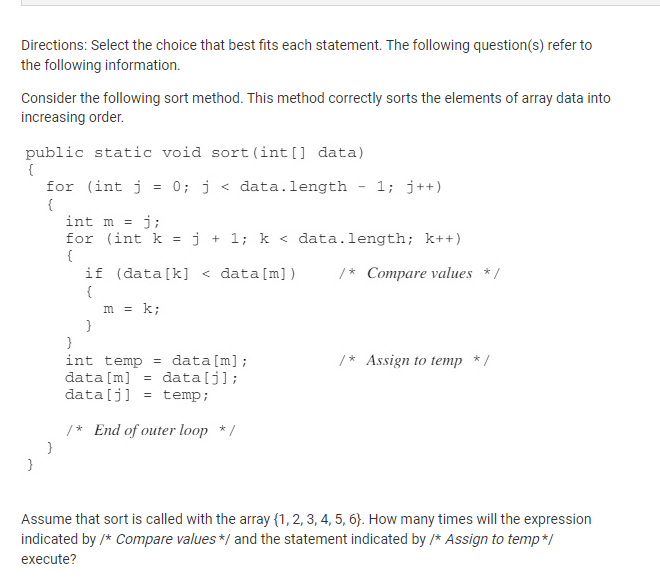 Directions: Select the choice that best fits each statement. The following question(s) refer to
the following information.
Consider the following sort method. This method correctly sorts the elements of array data into
increasing order.
public static void sort(int[] data)
{
for (int j = 0; j < data.length - 1; j++)
{
int m = j;
for (int k = j + 1; k < data.length; k++)
{
if (data[k] < data[m]) /* Compare values */
{
m = k;
}
}
int temp = data[m]; /* Assign to temp */
data[m] = data[j];
data[j] = temp;
/* End of outer loop */
}
}
Assume that sort is called with the array {1, 2, 3, 4, 5, 6}. How many times will the expression
indicated by /* Compare values */ and the statement indicated by /* Assign to temp */
execute?